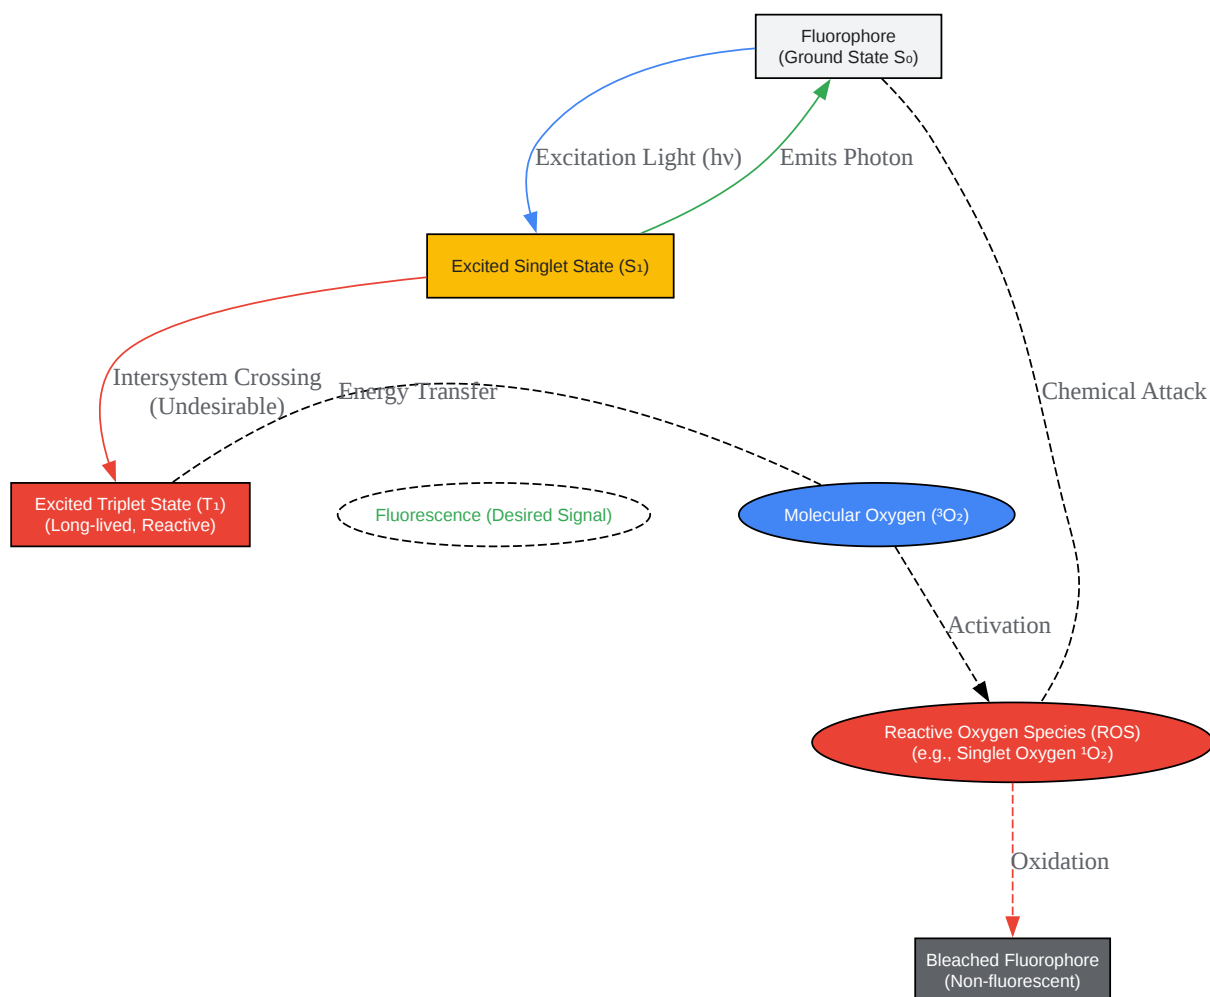 Fluorophore
(Ground State S₀)
Excitation Light (hν)
Emits Photon
Excited Singlet State (S₁)
Intersystem Crossing
(Undesirable)
Energy Transfer
Chemical Attack
Excited Triplet State (T₁)
(Long-lived, Reactive)
Fluorescence (Desired Signal)
Molecular Oxygen (³O₂)
Activation
Reactive Oxygen Species (ROS)
(e.g., Singlet Oxygen ¹O₂)
Oxidation
Bleached Fluorophore
(Non-fluorescent)